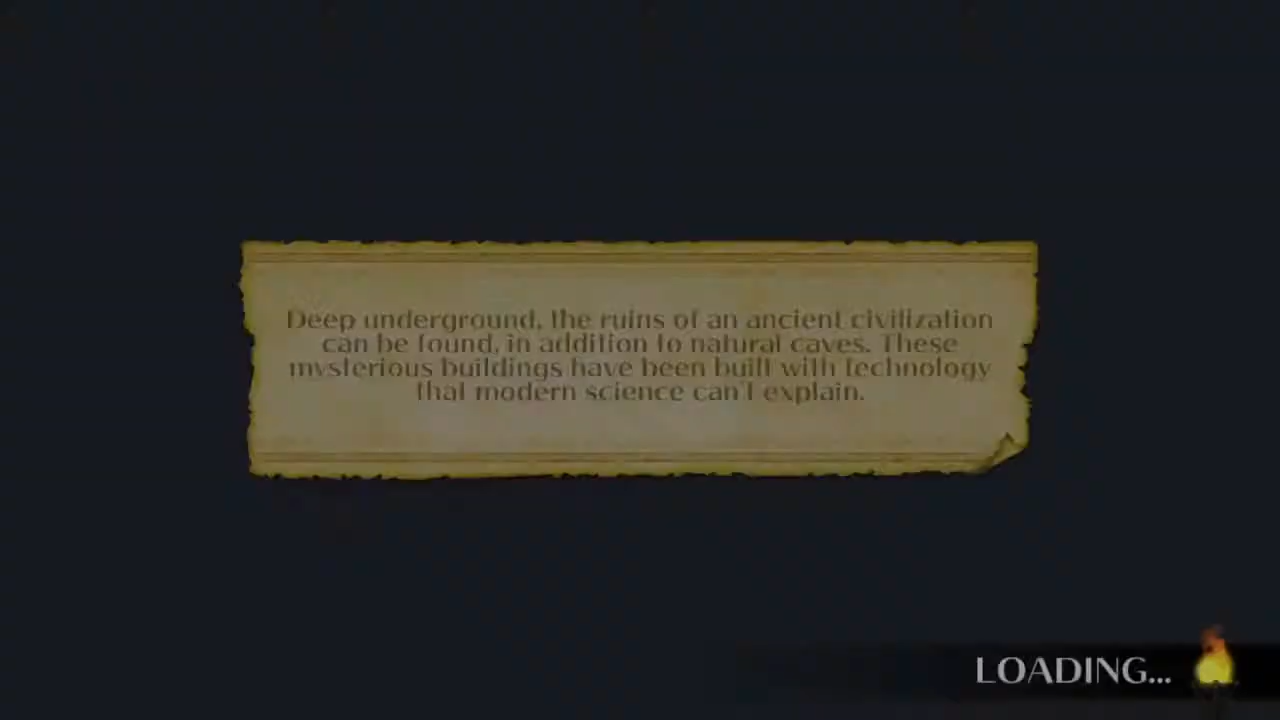 Deep underground, the ruins of an ancient civilization
can be found, in addition to natural caves. These
mysterious buildings have been built with technology
that modern science can't explain.
LOADING...